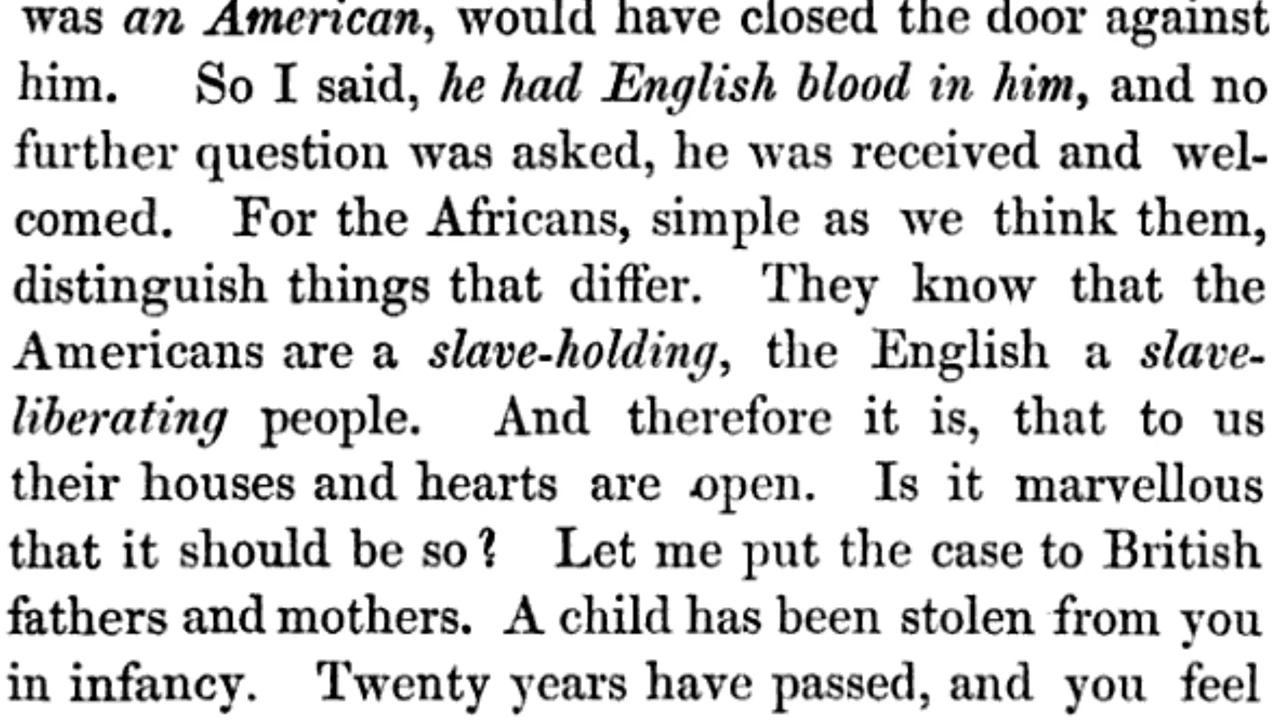 was an American, would have closed the door against
him. So I said, he had English blood in him, and no
further question was asked, he was received and wel-
comed. For the Africans, simple as we think them,
distinguish things that differ. They know that the
Americans are a slave-holding, the English a slave-
liberating people. And therefore it is, that to us
their houses and hearts are open. Is it marvellous
that it should be so? Let me put the case to British
fathers and mothers. A child has been stolen from you
in infancy. Twenty years have passed, and you feel